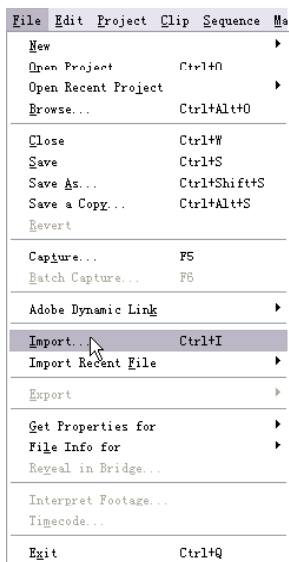 File Edit Project Clip Sequence Ma
New
Open Project Ctrl+O
Open Recent Project
Browse... Ctrl+Alt+O
Close Ctrl+W
Save Ctrl+S
Save As... Ctrl+Shift+S
Save a Copy... Ctrl+Alt+S
Revert
Capture... F5
Batch Capture... F6
Adobe Dynamic Link
Import... Ctrl+I
Import Recent File
Export
Get Properties for
File Info for
Reveal in Bridge...
Interpret Footage...
Timecode...
Exit Ctrl+Q